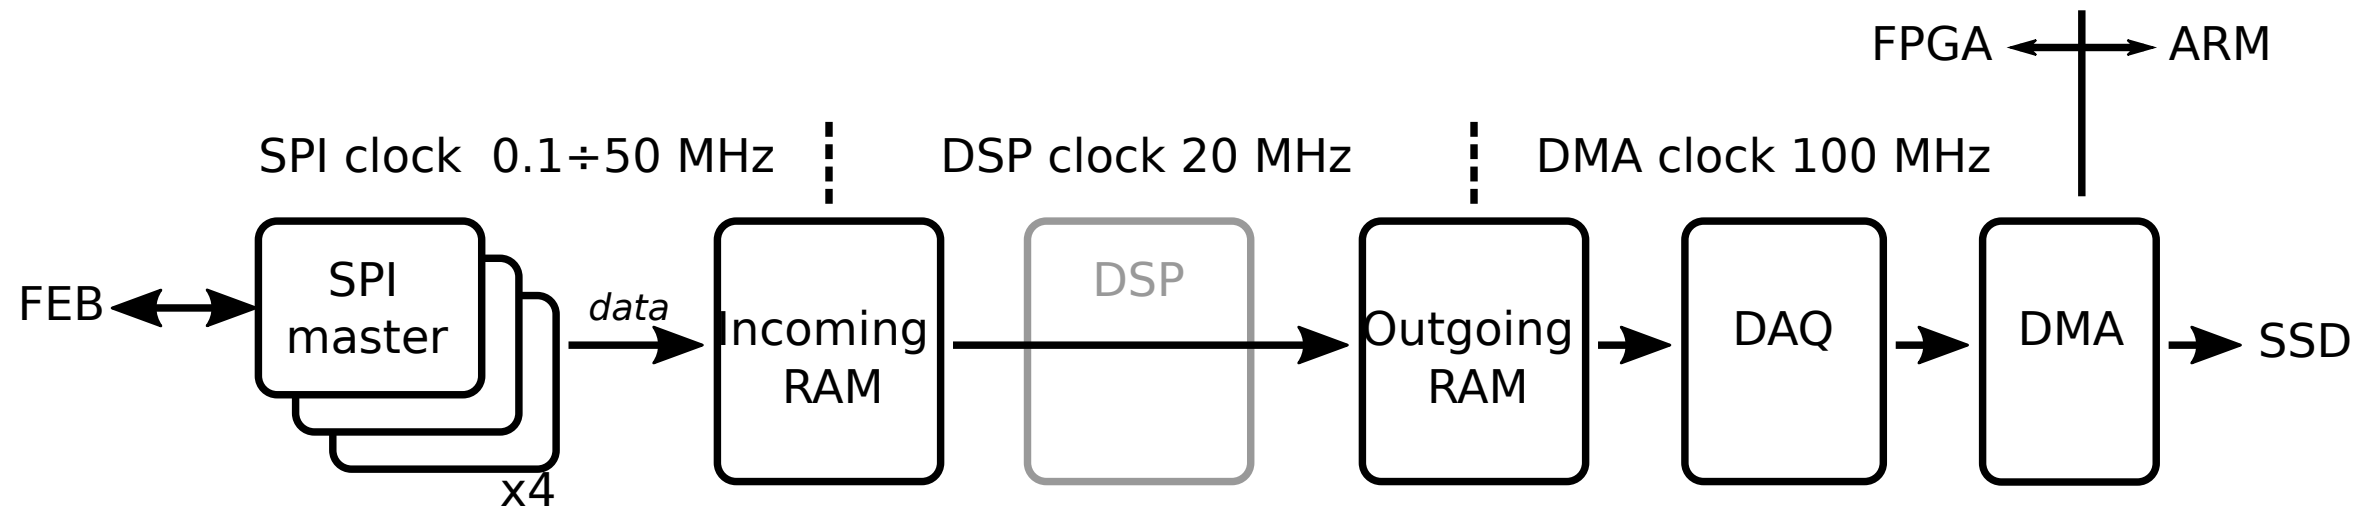 FPGA ARM
SPI clock 0.1÷50 MHz DSP clock 20 MHz DMA clock 100 MHz
FEB
SPI
master
x4
data
Incoming
RAM
DSP
Outgoing
RAM
DAQ
DMA
SSD